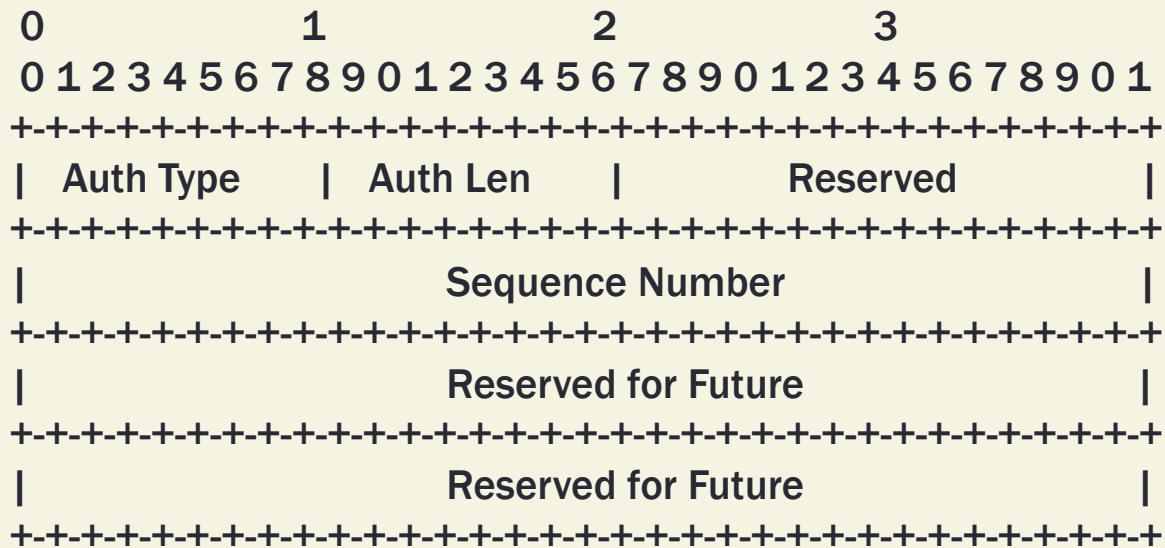 0 1 2 3
0 1 2 3 4 5 6 7 8 9 0 1 2 3 4 5 6 7 8 9 0 1 2 3 4 5 6 7 8 9 0 1
+-+-+-+-+-+-+-+-+-+-+-+-+-+-+-+-+-+-+-+-+-+-+-+-+-+-+-+-+-+-+-+-+
| Auth Type | Auth Len | Reserved |
+-+-+-+-+-+-+-+-+-+-+-+-+-+-+-+-+-+-+-+-+-+-+-+-+-+-+-+-+-+-+-+-+
| Sequence Number |
+-+-+-+-+-+-+-+-+-+-+-+-+-+-+-+-+-+-+-+-+-+-+-+-+-+-+-+-+-+-+-+-+
| Reserved for Future |
+-+-+-+-+-+-+-+-+-+-+-+-+-+-+-+-+-+-+-+-+-+-+-+-+-+-+-+-+-+-+-+-+
| Reserved for Future |
+-+-+-+-+-+-+-+-+-+-+-+-+-+-+-+-+-+-+-+-+-+-+-+-+-+-+-+-+-+-+-+-+